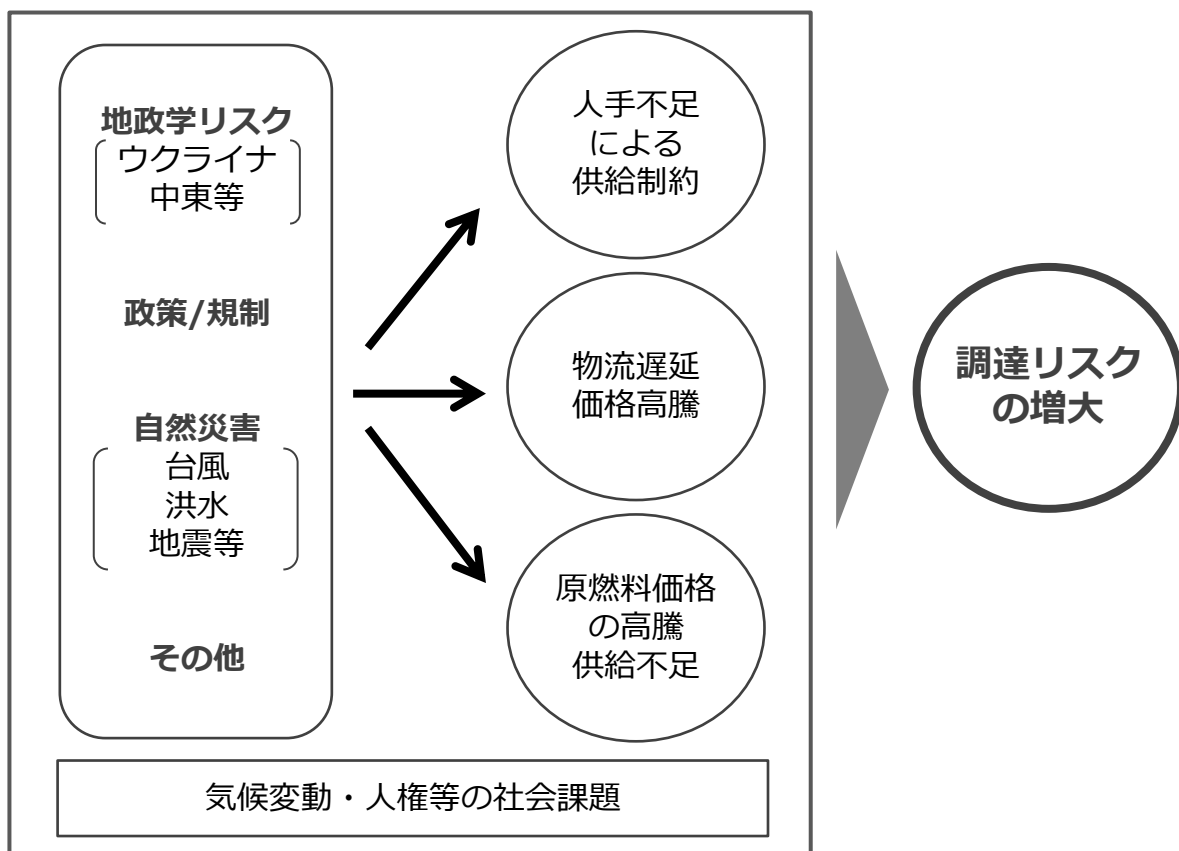 地政学リスク
ウクライナ
中東等
政策/規制
自然災害
台風
洪水
地震等
その他
人手不足
による
供給制約
物流遅延
価格高騰
原燃料価格
の高騰
供給不足
気候変動・人権等の社会課題
調達リスク
の増大